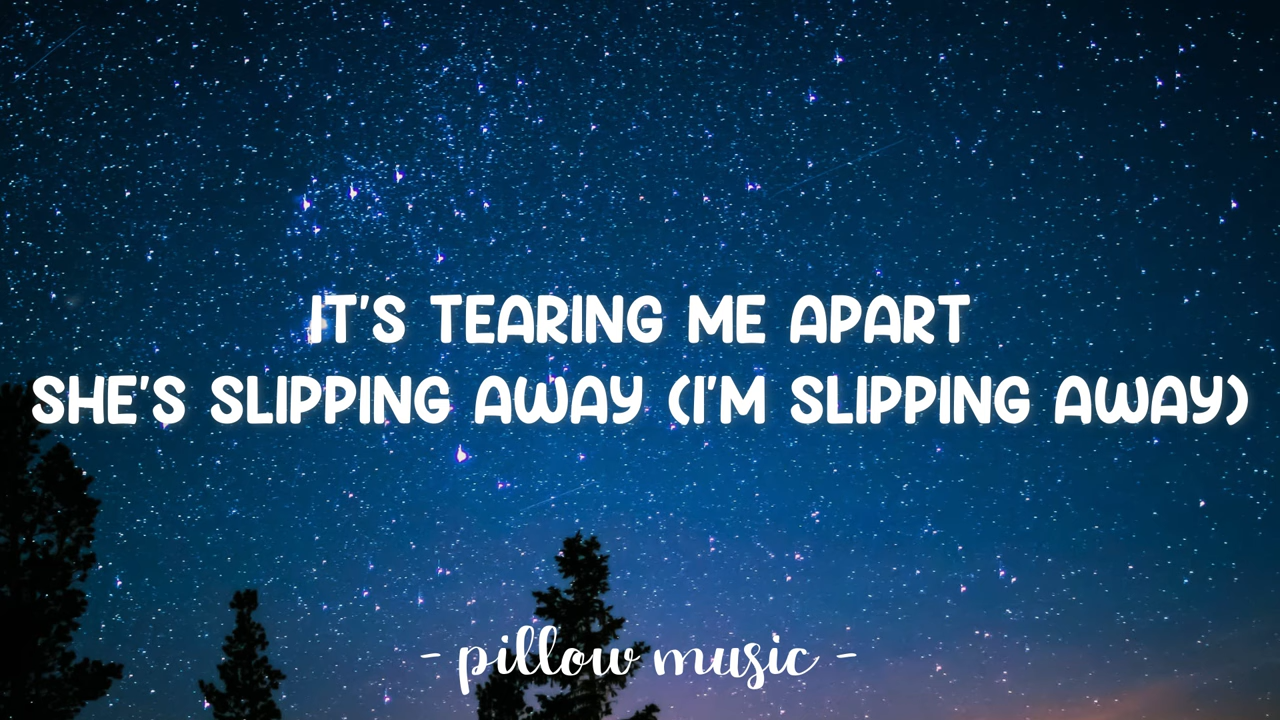 IT'S TEARING ME APART
SHE'S SLIPPING AWAY (I'M SLIPPING AWAY)
- pillow music -